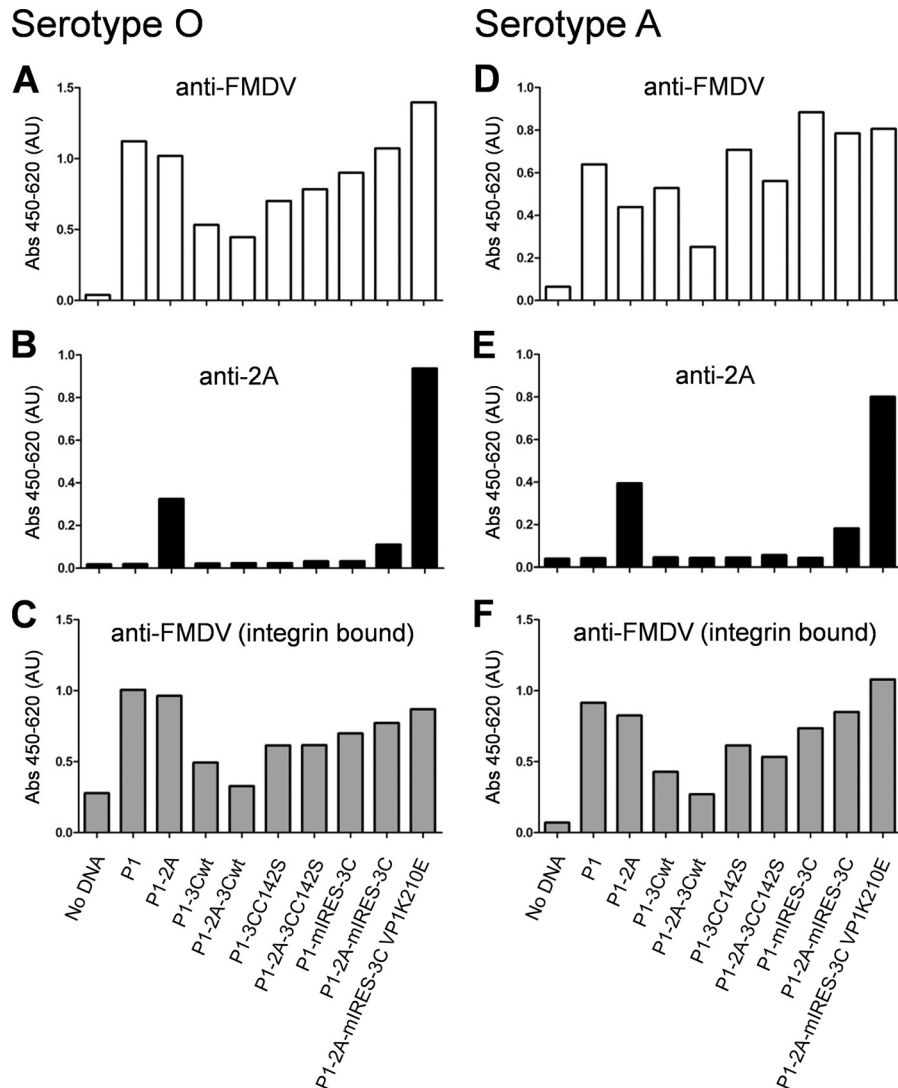 Serotype O
Serotype A
A
anti-FMDV
Abs 450-620 (AU)
1.5
1.0
0.5
0.0
D
anti-FMDV
Abs 450-620 (AU)
1.0
0.8
0.6
0.4
0.2
0.0
B
anti-2A
Abs 450-620 (AU)
1.0
0.8
0.6
0.4
0.2
0.0
E
anti-2A
Abs 450-620 (AU)
1.0
0.8
0.6
0.4
0.2
0.0
C
anti-FMDV (integrin bound)
Abs 450-620 (AU)
1.5
1.0
0.5
0.0
No DNA
P1
P1-2A
P1-3Cwt
P1-2A-3Cwt
P1-3CC142S
P1-2A-3CC142S
P1-mIRES-3C
P1-2A-mIRES-3C
P1-2A-mIRES-3C VP1K210E
F
anti-FMDV (integrin bound)
Abs 450-620 (AU)
1.5
1.0
0.5
0.0
No DNA
P1
P1-2A
P1-3Cwt
P1-2A-3Cwt
P1-3CC142S
P1-2A-3CC142S
P1-mIRES-3C
P1-2A-mIRES-3C
P1-2A-mIRES-3C VP1K210E